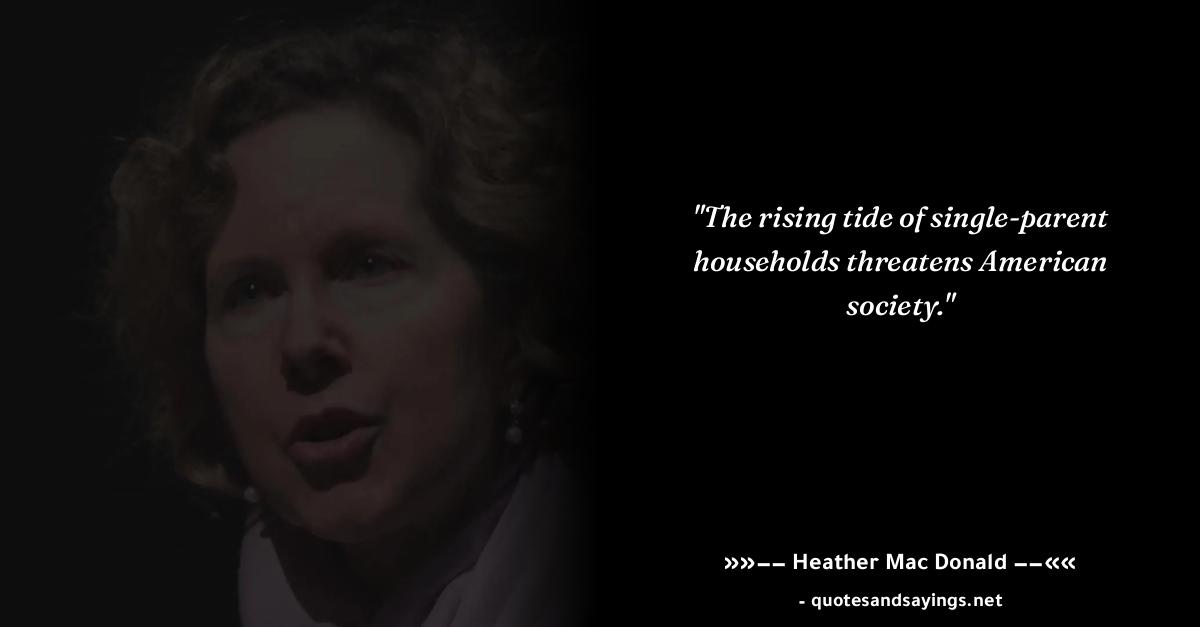 "The rising tide of single-parent
households threatens American
society."
»»–– Heather Mac Donald ––««
- quotesandsayings.net